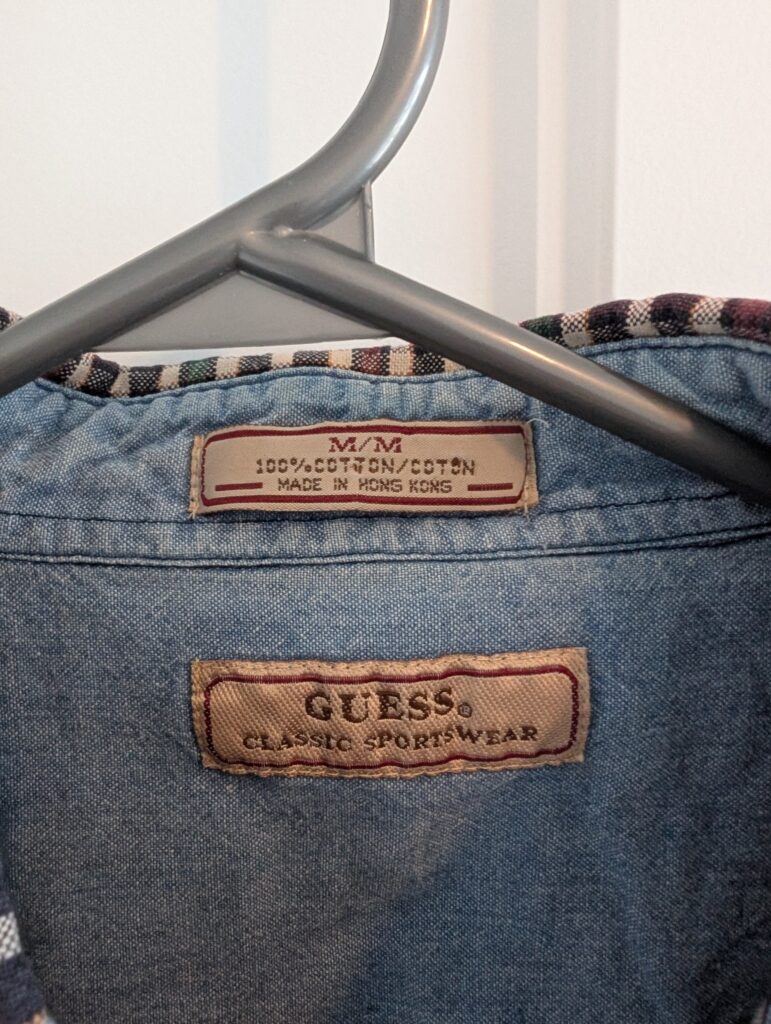 M/M
100% COTTON/COTON
MADE IN HONG KONG
GUESS®
CLASSIC SPORTSWEAR